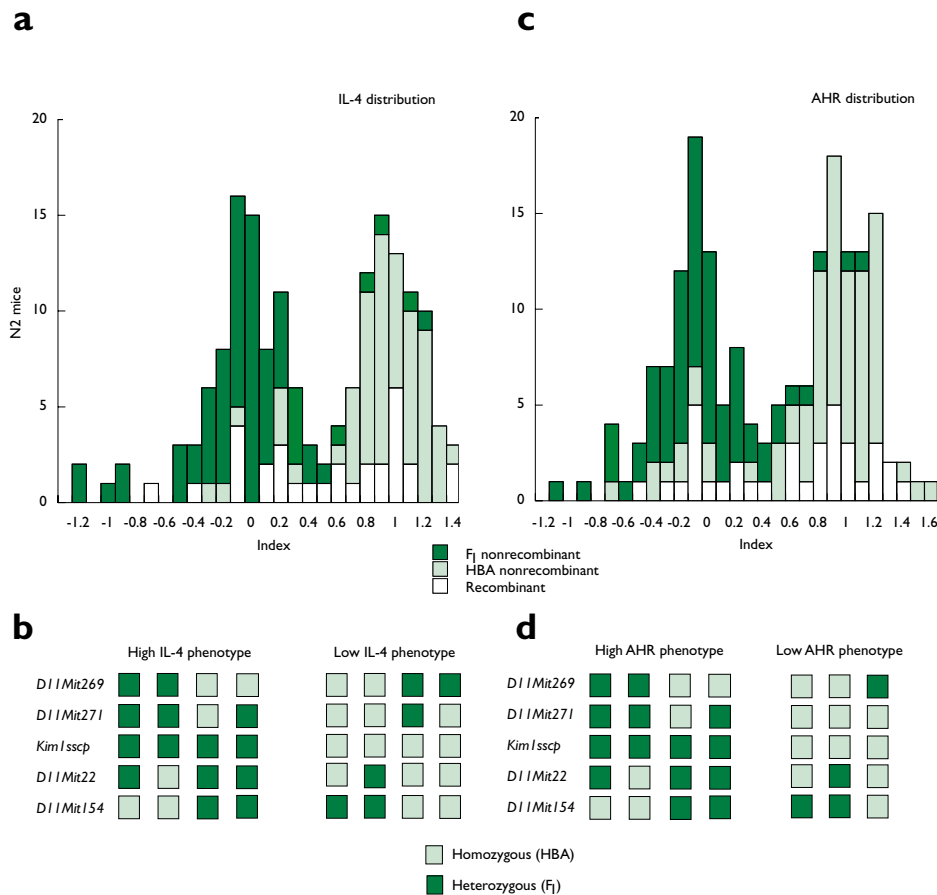 a
IL-4 distribution
20
15
10
5
0
N2 mice
-1.2 -1 -0.8 -0.6 -0.4 -0.2 0 0.2 0.4 0.6 0.8 1 1.2 1.4
Index
c
AHR distribution
20
15
10
5
0
-1.2 -1 -0.8 -0.6 -0.4 -0.2 0 0.2 0.4 0.6 0.8 1 1.2 1.4 1.6
Index
F1 nonrecombinant
HBA nonrecombinant
Recombinant
b
High IL-4 phenotype Low IL-4 phenotype
D11Mit269
D11Mit271
Kim1sscp
D11Mit22
D11Mit154
d
High AHR phenotype Low AHR phenotype
D11Mit269
D11Mit271
Kim1sscp
D11Mit22
D11Mit154
Homozygous (HBA)
Heterozygous (F1)